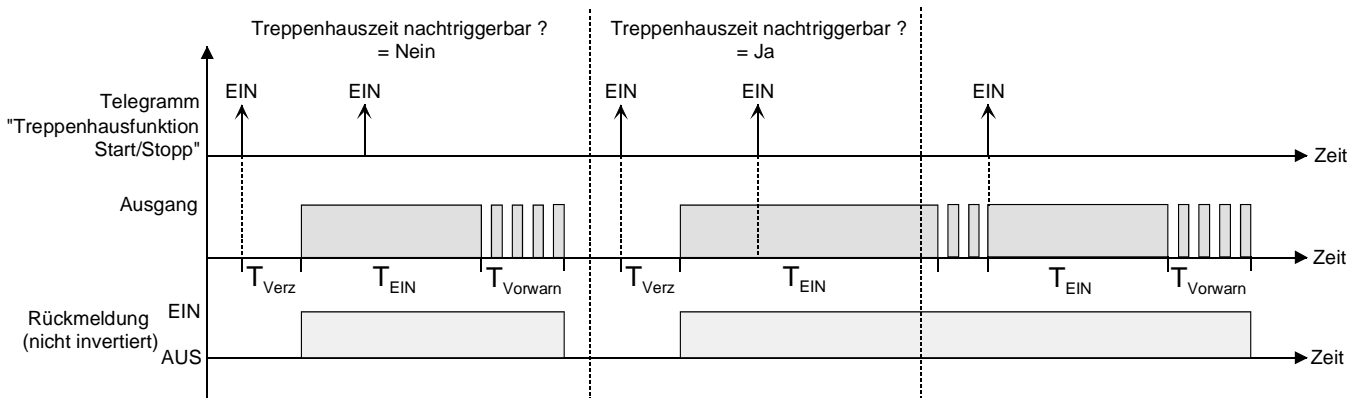 Treppenhauszeit nachtriggerbar ?
= Nein
Treppenhauszeit nachtriggerbar ?
= Ja
EIN
EIN
EIN
EIN
EIN
Telegramm
"Treppenhausfunktion
Start/Stopp"
Zeit
Ausgang
Zeit
TVerz
TEIN
TVorwarn
TVerz
TEIN
TEIN
TVorwarn
Rückmeldung
(nicht invertiert)
EIN
AUS
Zeit